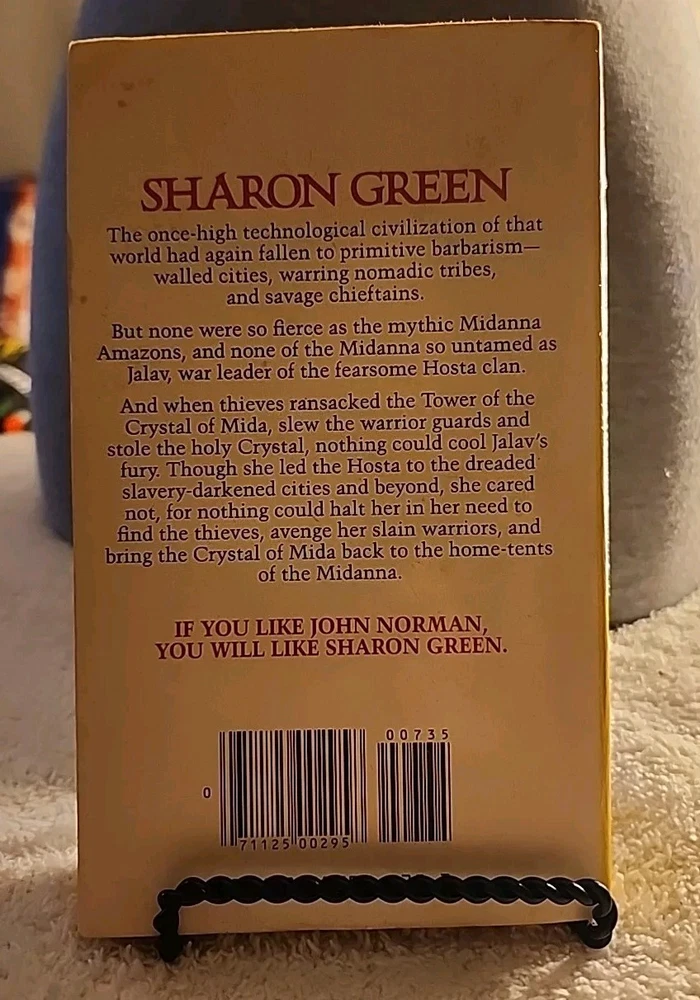 SHARON GREEN
The once-high technological civilization of that
world had again fallen to primitive barbarism—
walled cities, warring nomadic tribes,
and savage chieftains.
But none were so fierce as the mythic Midanna
Amazons, and none of the Midanna so untamed as
Jalav, war leader of the fearsome Hosta clan.
And when thieves ransacked the Tower of the
Crystal of Mida, slew the warrior guards and
stole the holy Crystal, nothing could cool Jalav's
fury. Though she led the Hosta to the dreaded
slavery-darkened cities and beyond, she cared
not, for nothing could halt her in her need to
find the thieves, avenge her slain warriors, and
bring the Crystal of Mida back to the home-tents
of the Midanna.
IF YOU LIKE JOHN NORMAN,
YOU WILL LIKE SHARON GREEN.
00735
0
71125 00295